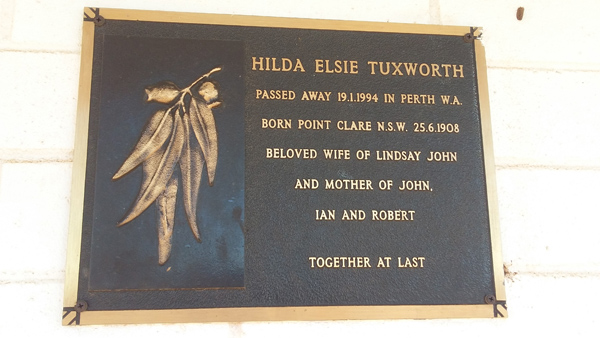 HILDA ELSIE TUXWORTH
PASSED AWAY 19.1.1994 IN PERTH W.A.
BORN POINT CLARE N.S.W. 25.6.1908
BELOVED WIFE OF LINDSAY JOHN
AND MOTHER OF JOHN,
IAN AND ROBERT
TOGETHER AT LAST